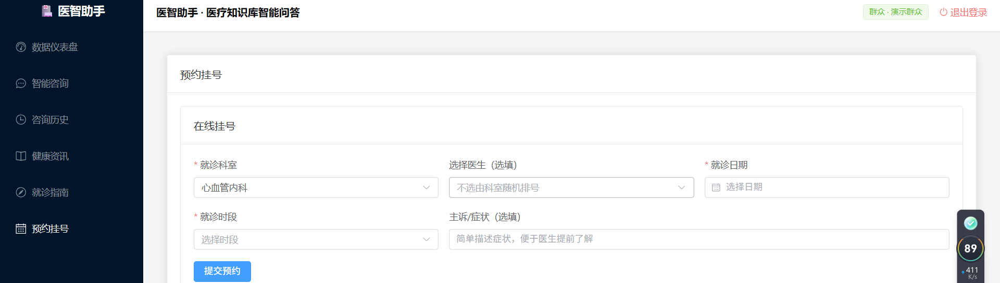 医智助手
医智助手 · 医疗知识库智能问答
群众 · 演示群众
退出登录
数据仪表盘
智能咨询
咨询历史
健康资讯
就诊指南
预约挂号
预约挂号
在线挂号
* 就诊科室
选择医生（选填）
* 就诊日期
心血管内科
不选由科室随机排号
选择日期
* 就诊时段
主诉/症状（选填）
选择时段
简单描述症状，便于医生提前了解
提交预约
89
411
K/s